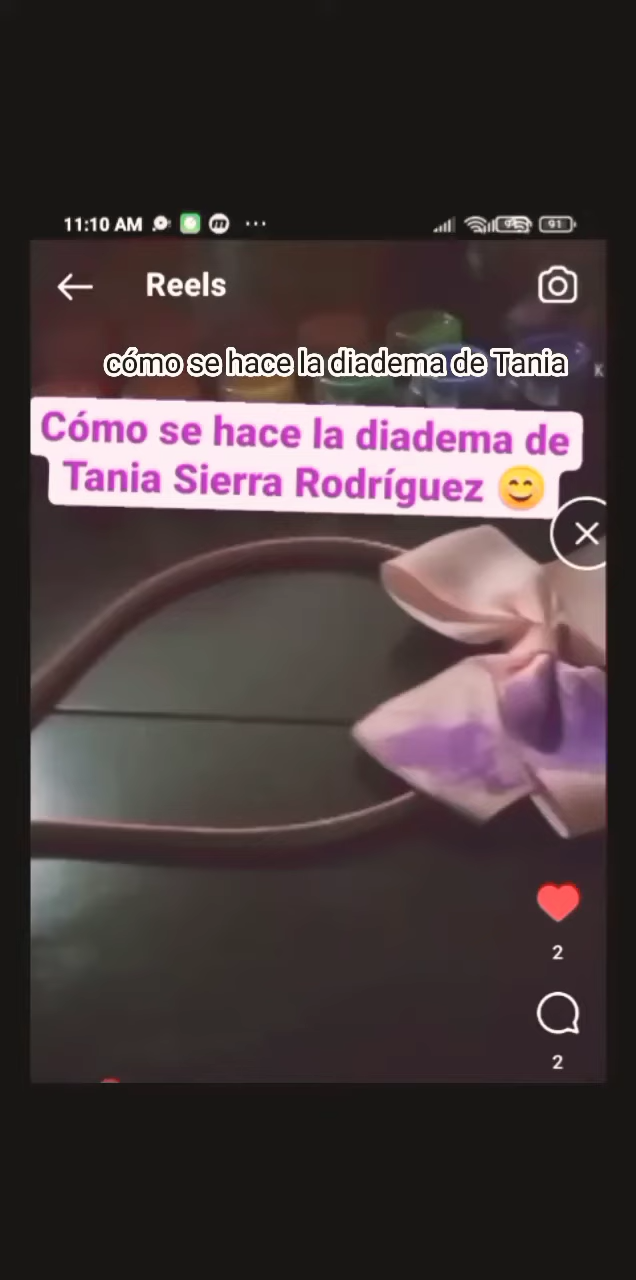 11:10 AM
91
Reels
cómo se hace la diadema de Tania
K
Cómo se hace la diadema de
Tania Sierra Rodríguez 😊
2
2